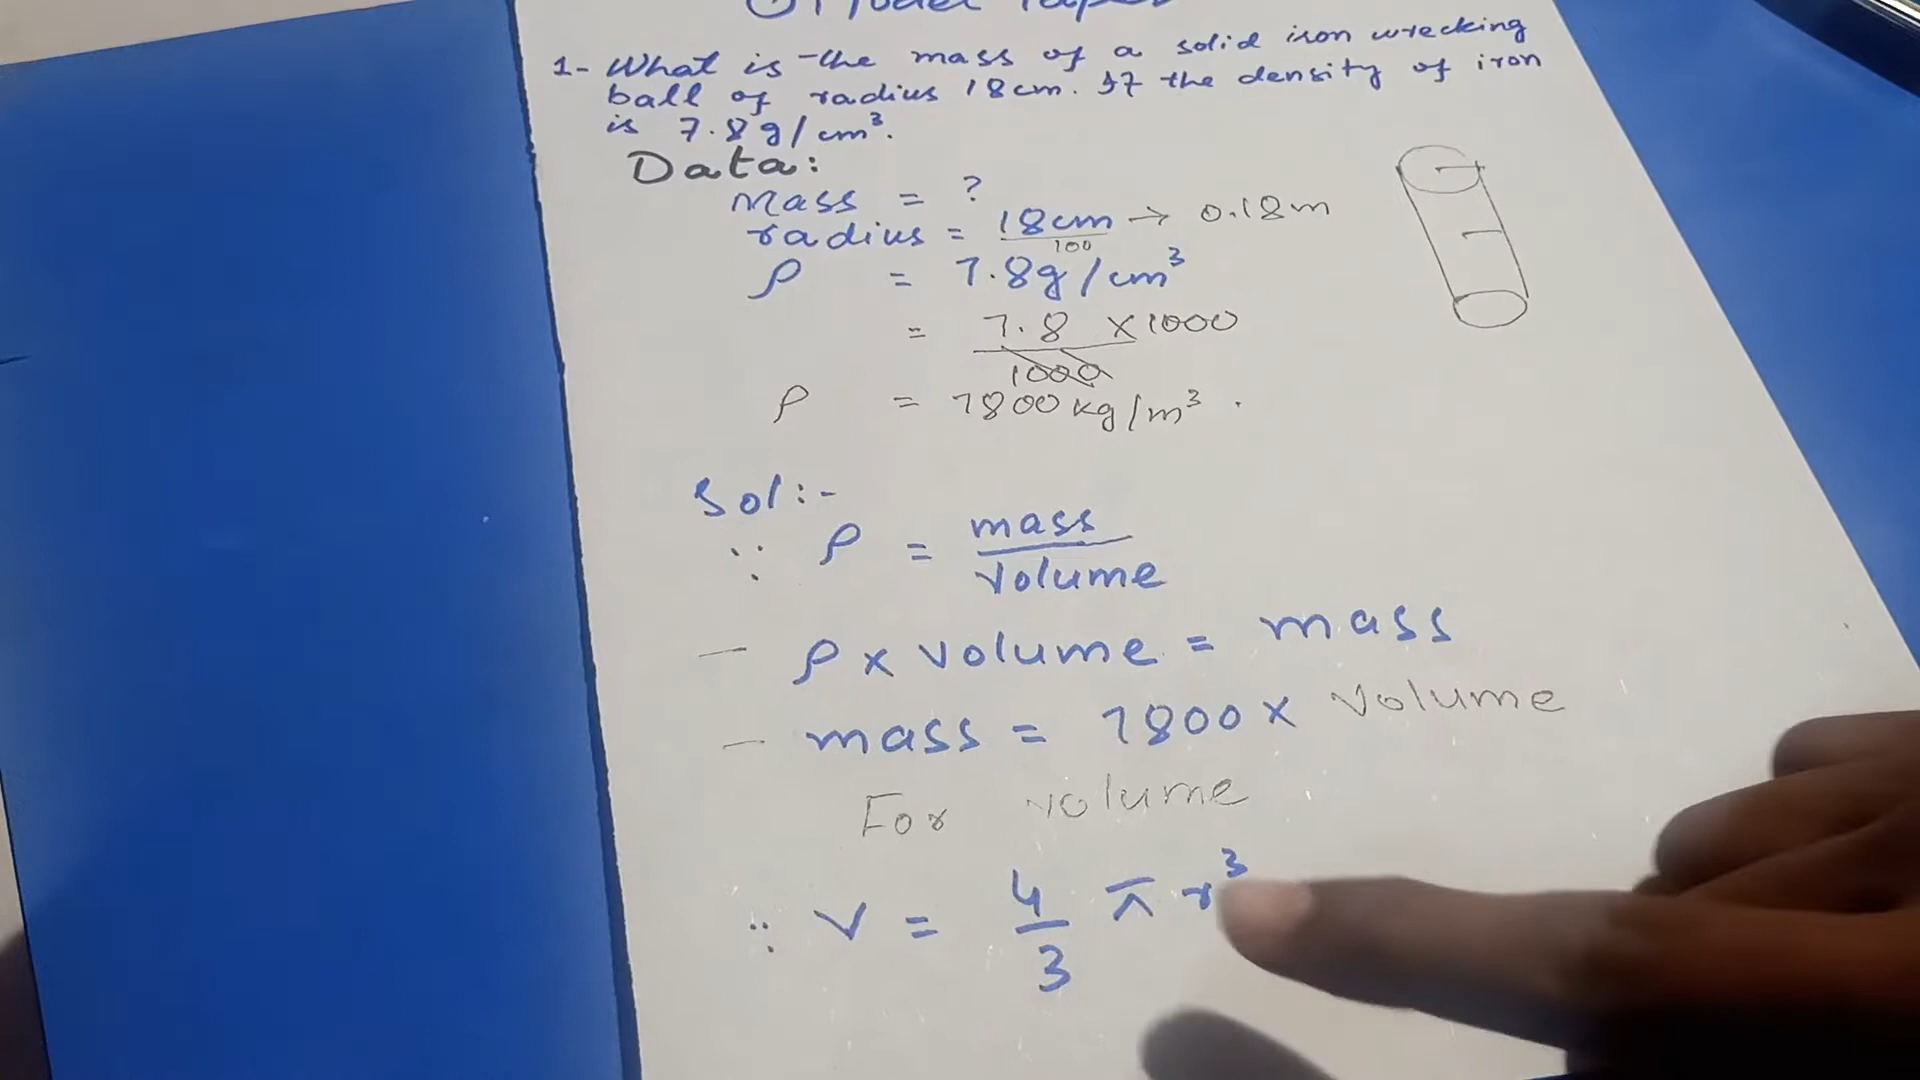 1- What is the mass of a solid iron wrecking
ball of radius 18cm. If the density of iron
is 7.8g/cm³.
Data:
Mass = ?
radius = 18cm/100 → 0.18m
ρ = 7.8g/cm³
= 7.8 × 1000
1000
ρ = 7800 kg/m³.
Sol:-
∵ ρ = mass
volume
— ρ × volume = mass
— mass = 7800 × volume
For volume
∵ V = 4/3 π r³